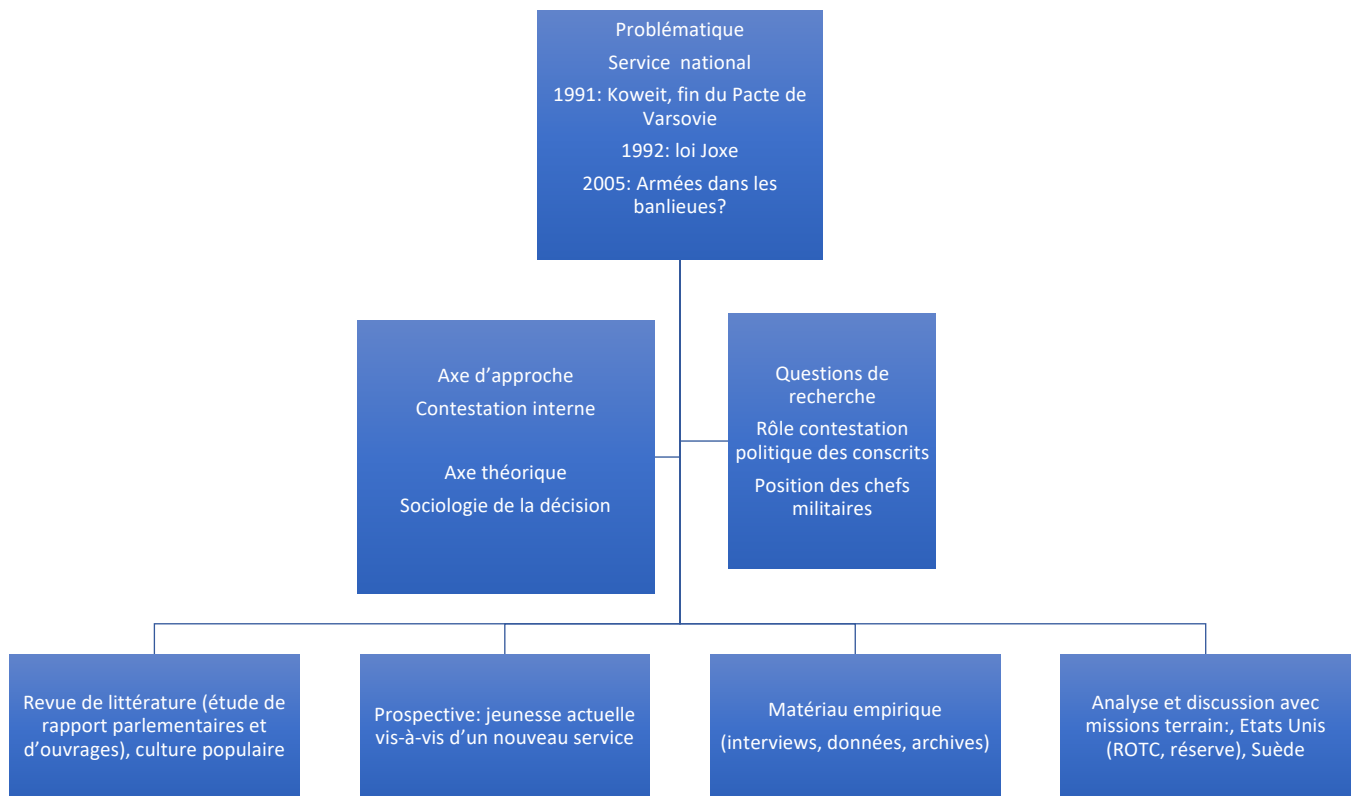 Problématique
Service national
1991: Koweit, fin du Pacte de
Varsovie
1992: loi Joxe
2005: Armées dans les
banlieues?
Axe d’approche
Contestation interne
Axe théorique
Sociologie de la décision
Questions de
recherche
Rôle contestation
politique des conscrits
Position des chefs
militaires
Revue de littérature (étude de
rapport parlementaires et
d’ouvrages), culture populaire
Prospective: jeunesse actuelle
vis-à-vis d’un nouveau service
Matériau empirique
(interviews, données, archives)
Analyse et discussion avec
missions terrain:, Etats Unis
(ROTC, réserve), Suède